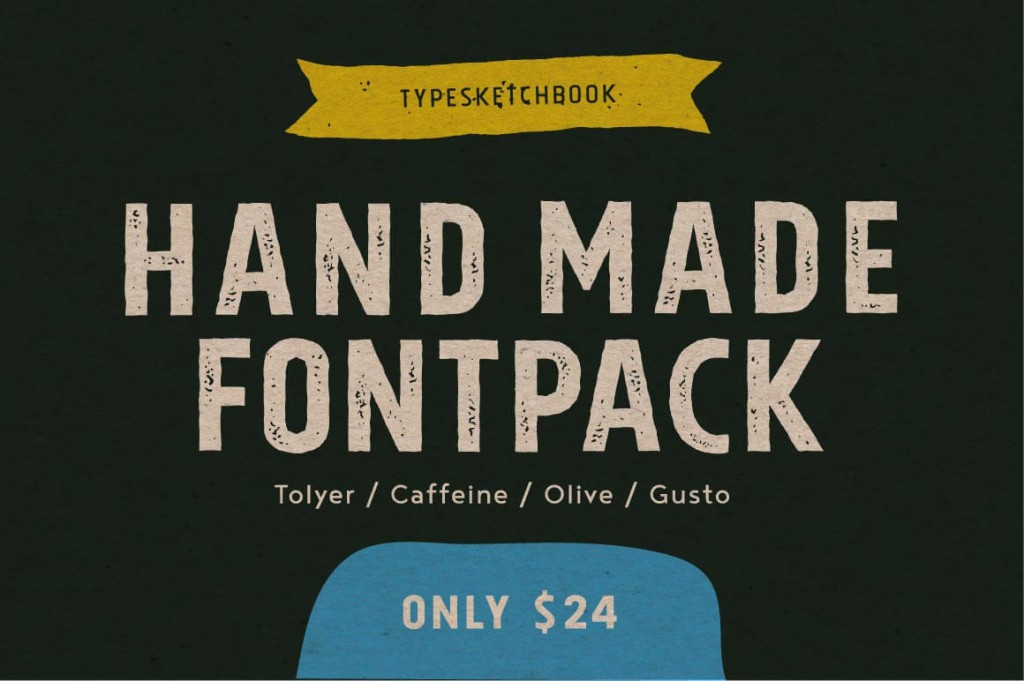 TYPESKETCHBOOK
HAND MADE
FONTPACK
Tolyer / Caffeine / Olive / Gusto
ONLY $24